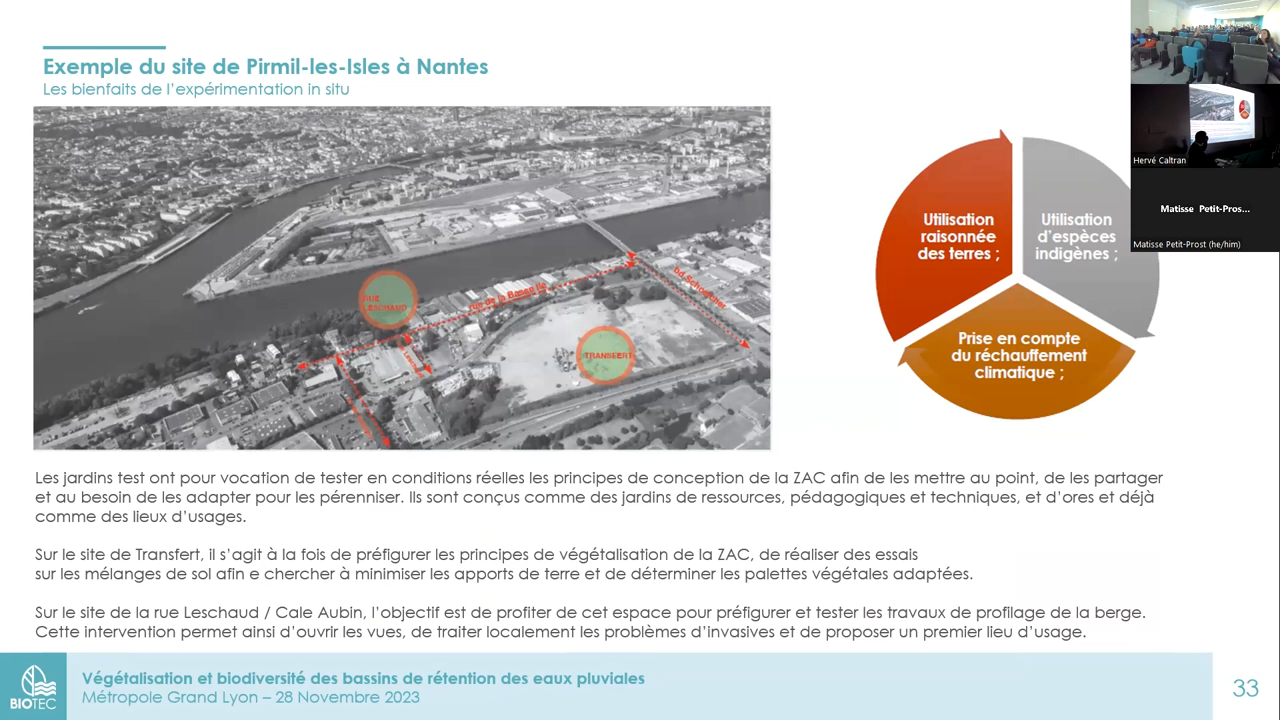 Exemple du site de Pirmil-les-Isles à Nantes
Les bienfaits de l'expérimentation in situ
RUE
LESCHAUD
rue de la Basse Ile
bd Schoelcher
TRANSFERT
Utilisation
raisonnée
des terres ;
Utilisation
d'espèces
indigènes ;
Prise en compte
du réchauffement
climatique ;
Hervé Caltran
Matisse Petit-Pros...
Matisse Petit-Prost (he/him)
Les jardins test ont pour vocation de tester en conditions réelles les principes de conception de la ZAC afin de les mettre au point, de les partager
et au besoin de les adapter pour les pérenniser. Ils sont conçus comme des jardins de ressources, pédagogiques et techniques, et d'ores et déjà
comme des lieux d'usages.
Sur le site de Transfert, il s'agit à la fois de préfigurer les principes de végétalisation de la ZAC, de réaliser des essais
sur les mélanges de sol afin e chercher à minimiser les apports de terre et de déterminer les palettes végétales adaptées.
Sur le site de la rue Leschaud / Cale Aubin, l'objectif est de profiter de cet espace pour préfigurer et tester les travaux de profilage de la berge.
Cette intervention permet ainsi d'ouvrir les vues, de traiter localement les problèmes d'invasives et de proposer un premier lieu d'usage.
BIOTEC
Végétalisation et biodiversité des bassins de rétention des eaux pluviales
Métropole Grand Lyon – 28 Novembre 2023
33